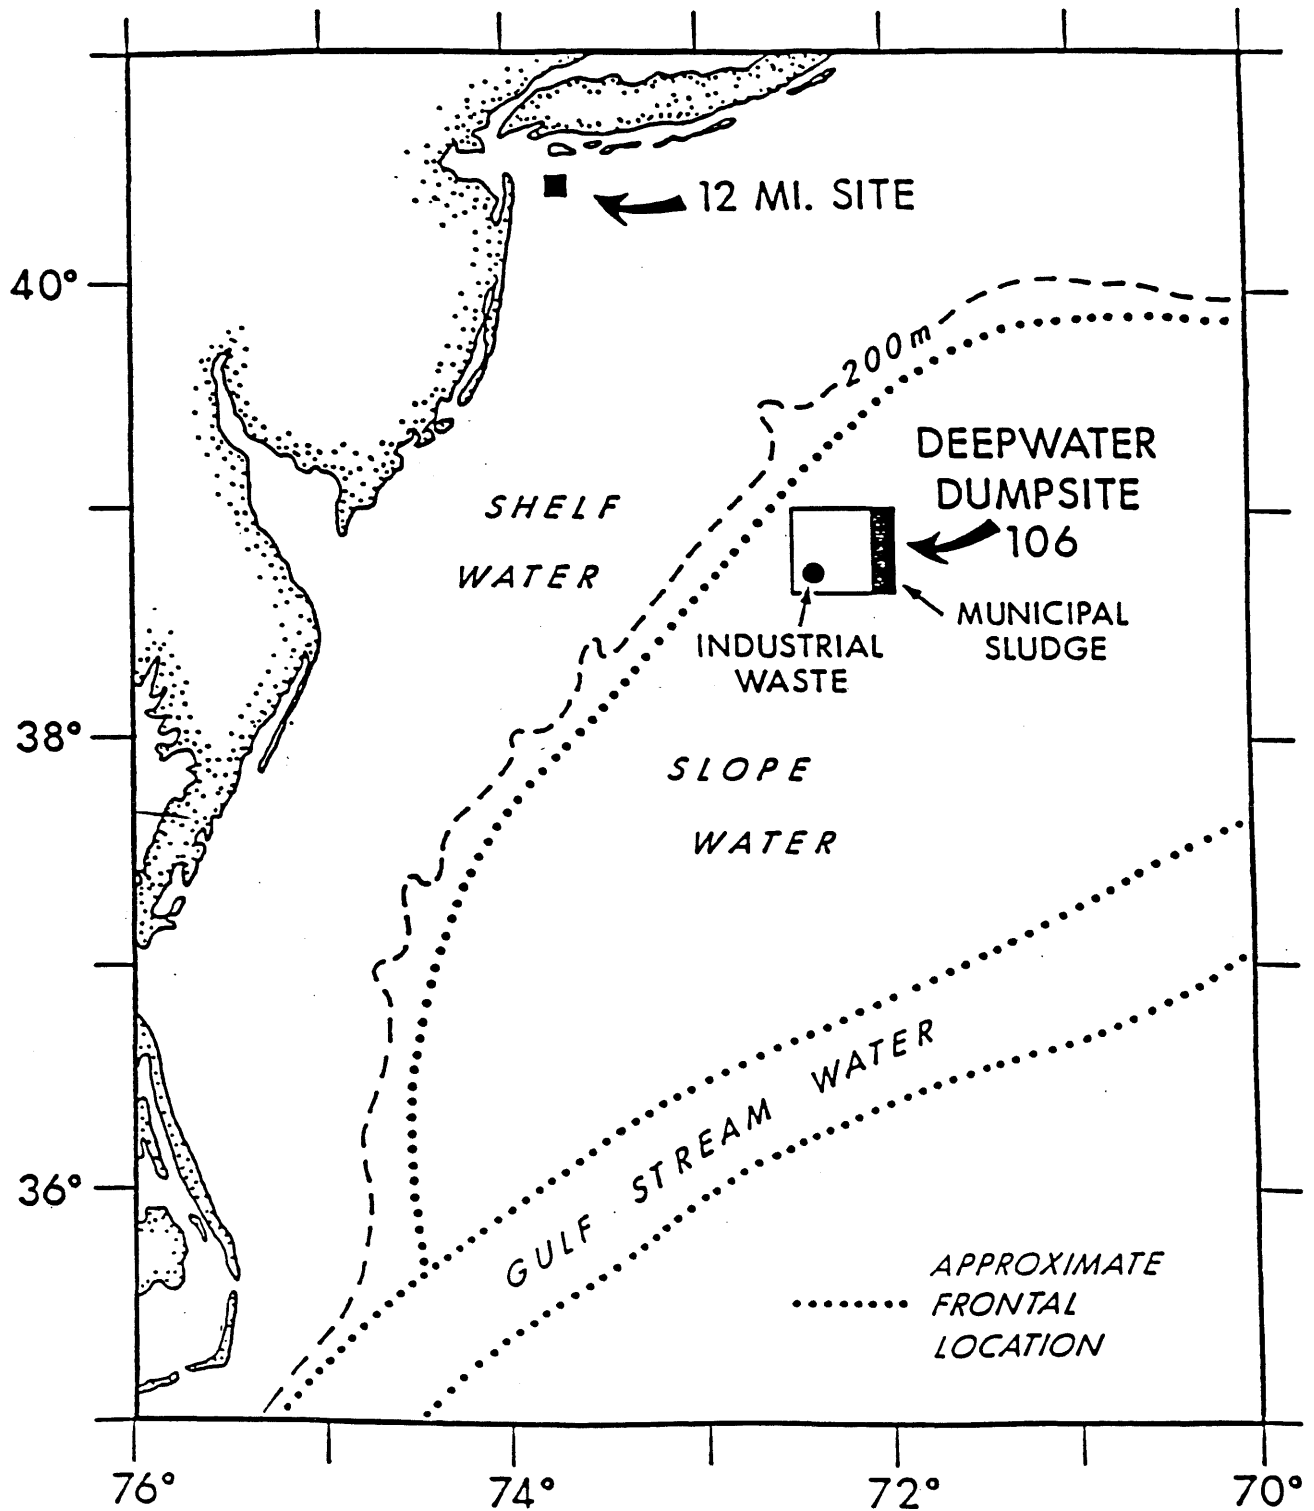 12 MI. SITE
40°
200m
DEEPWATER
DUMPSITE
106
SHELF
WATER
MUNICIPAL
SLUDGE
INDUSTRIAL
WASTE
38°
SLOPE
WATER
GULF STREAM WATER
36°
APPROXIMATE
FRONTAL
LOCATION
76° 74° 72° 70°